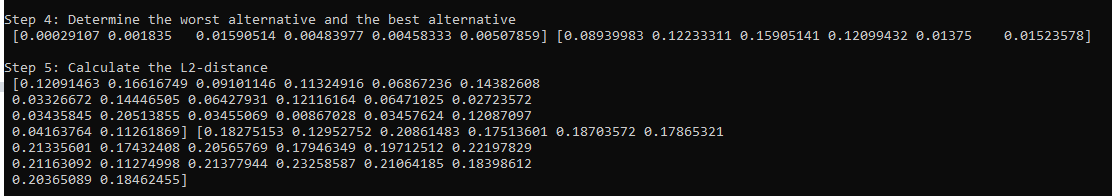 Step 4: Determine the worst alternative and the best alternative
[0.00029107 0.001835   0.01590514 0.00483977 0.00458333 0.00507859] [0.08939983 0.12233311 0.15905141 0.12099432 0.01375    0.01523578]
Step 5: Calculate the L2-distance
[0.12091463 0.16616749 0.09101146 0.11324916 0.06867236 0.14382608
0.03326672 0.14446505 0.06427931 0.12116164 0.06471025 0.02723572
0.03435845 0.20513855 0.03455069 0.00867028 0.03457624 0.12087097
0.04163764 0.11261869] [0.18275153 0.12952752 0.20861483 0.17513601 0.18703572 0.17865321
0.21335601 0.17432408 0.20565769 0.17946349 0.19712512 0.22197829
0.21163092 0.11274998 0.21377944 0.23258587 0.21064185 0.18398612
0.20365089 0.18462455]